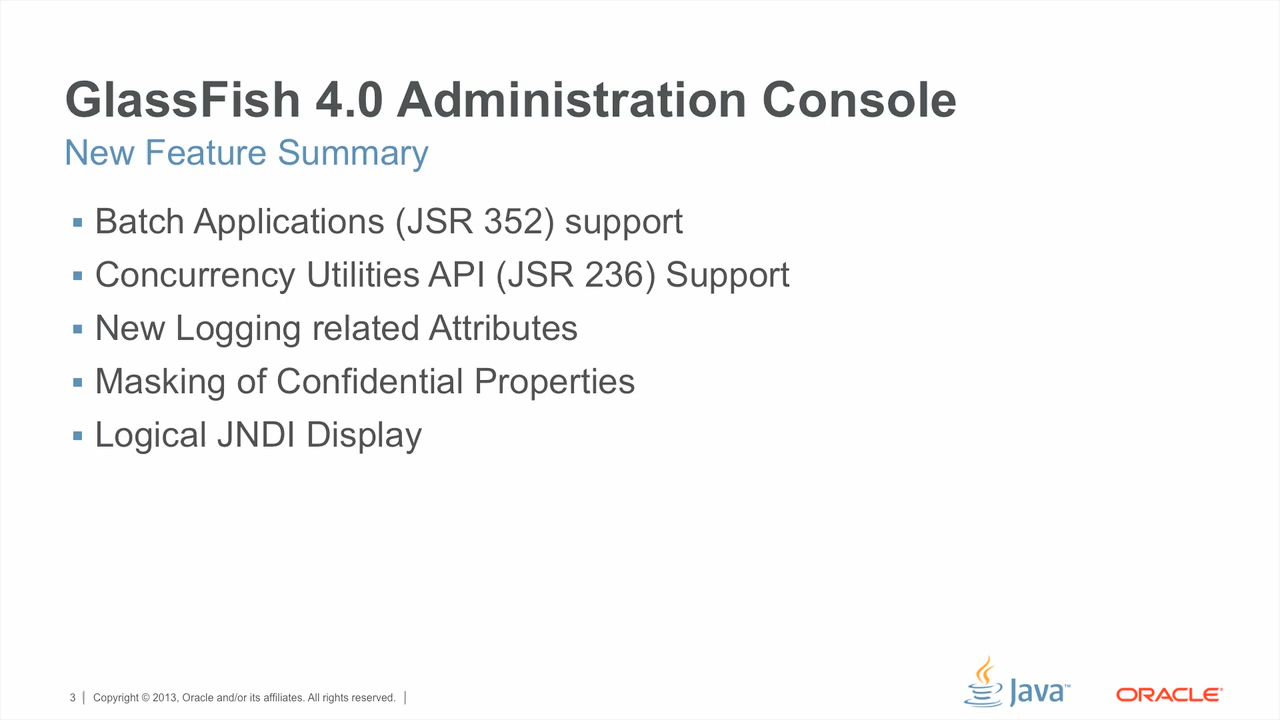 GlassFish 4.0 Administration Console
New Feature Summary
▪ Batch Applications (JSR 352) support
▪ Concurrency Utilities API (JSR 236) Support
▪ New Logging related Attributes
▪ Masking of Confidential Properties
▪ Logical JNDI Display
3 | Copyright © 2013, Oracle and/or its affiliates. All rights reserved. |
Java™
ORACLE®